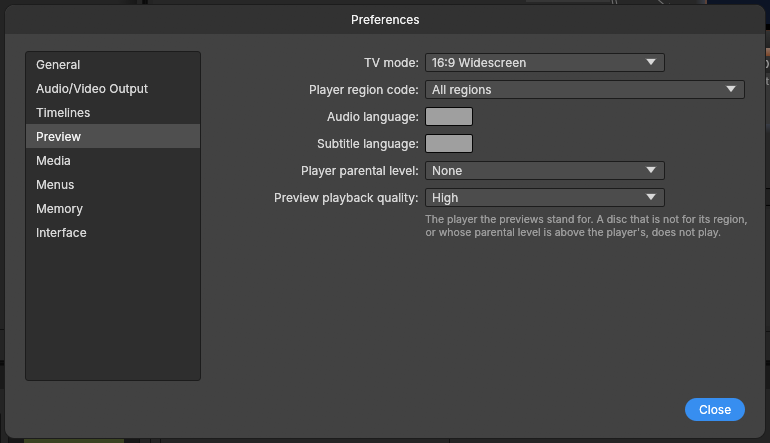 Preferences
General
Audio/Video Output
Timelines
Preview
Media
Menus
Memory
Interface
TV mode: 16:9 Widescreen
Player region code: All regions
Audio language:
Subtitle language:
Player parental level: None
Preview playback quality: High
The player the previews stand for. A disc that is not for its region,
or whose parental level is above the player's, does not play.
Close